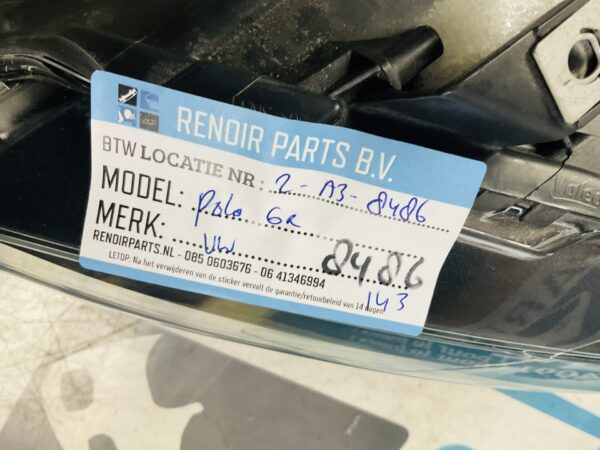 RENOIR PARTS B.V.
BTW LOCATIE NR: 2-A3-8486
MODEL: Polo 6R
MERK: VW
8486
RENOIRPARTS.NL - 085 0603676 - 06 41346994
LETOP: Na het verwijderen van de sticker vervalt de garantie/retourbeleid van 14 dagen
143